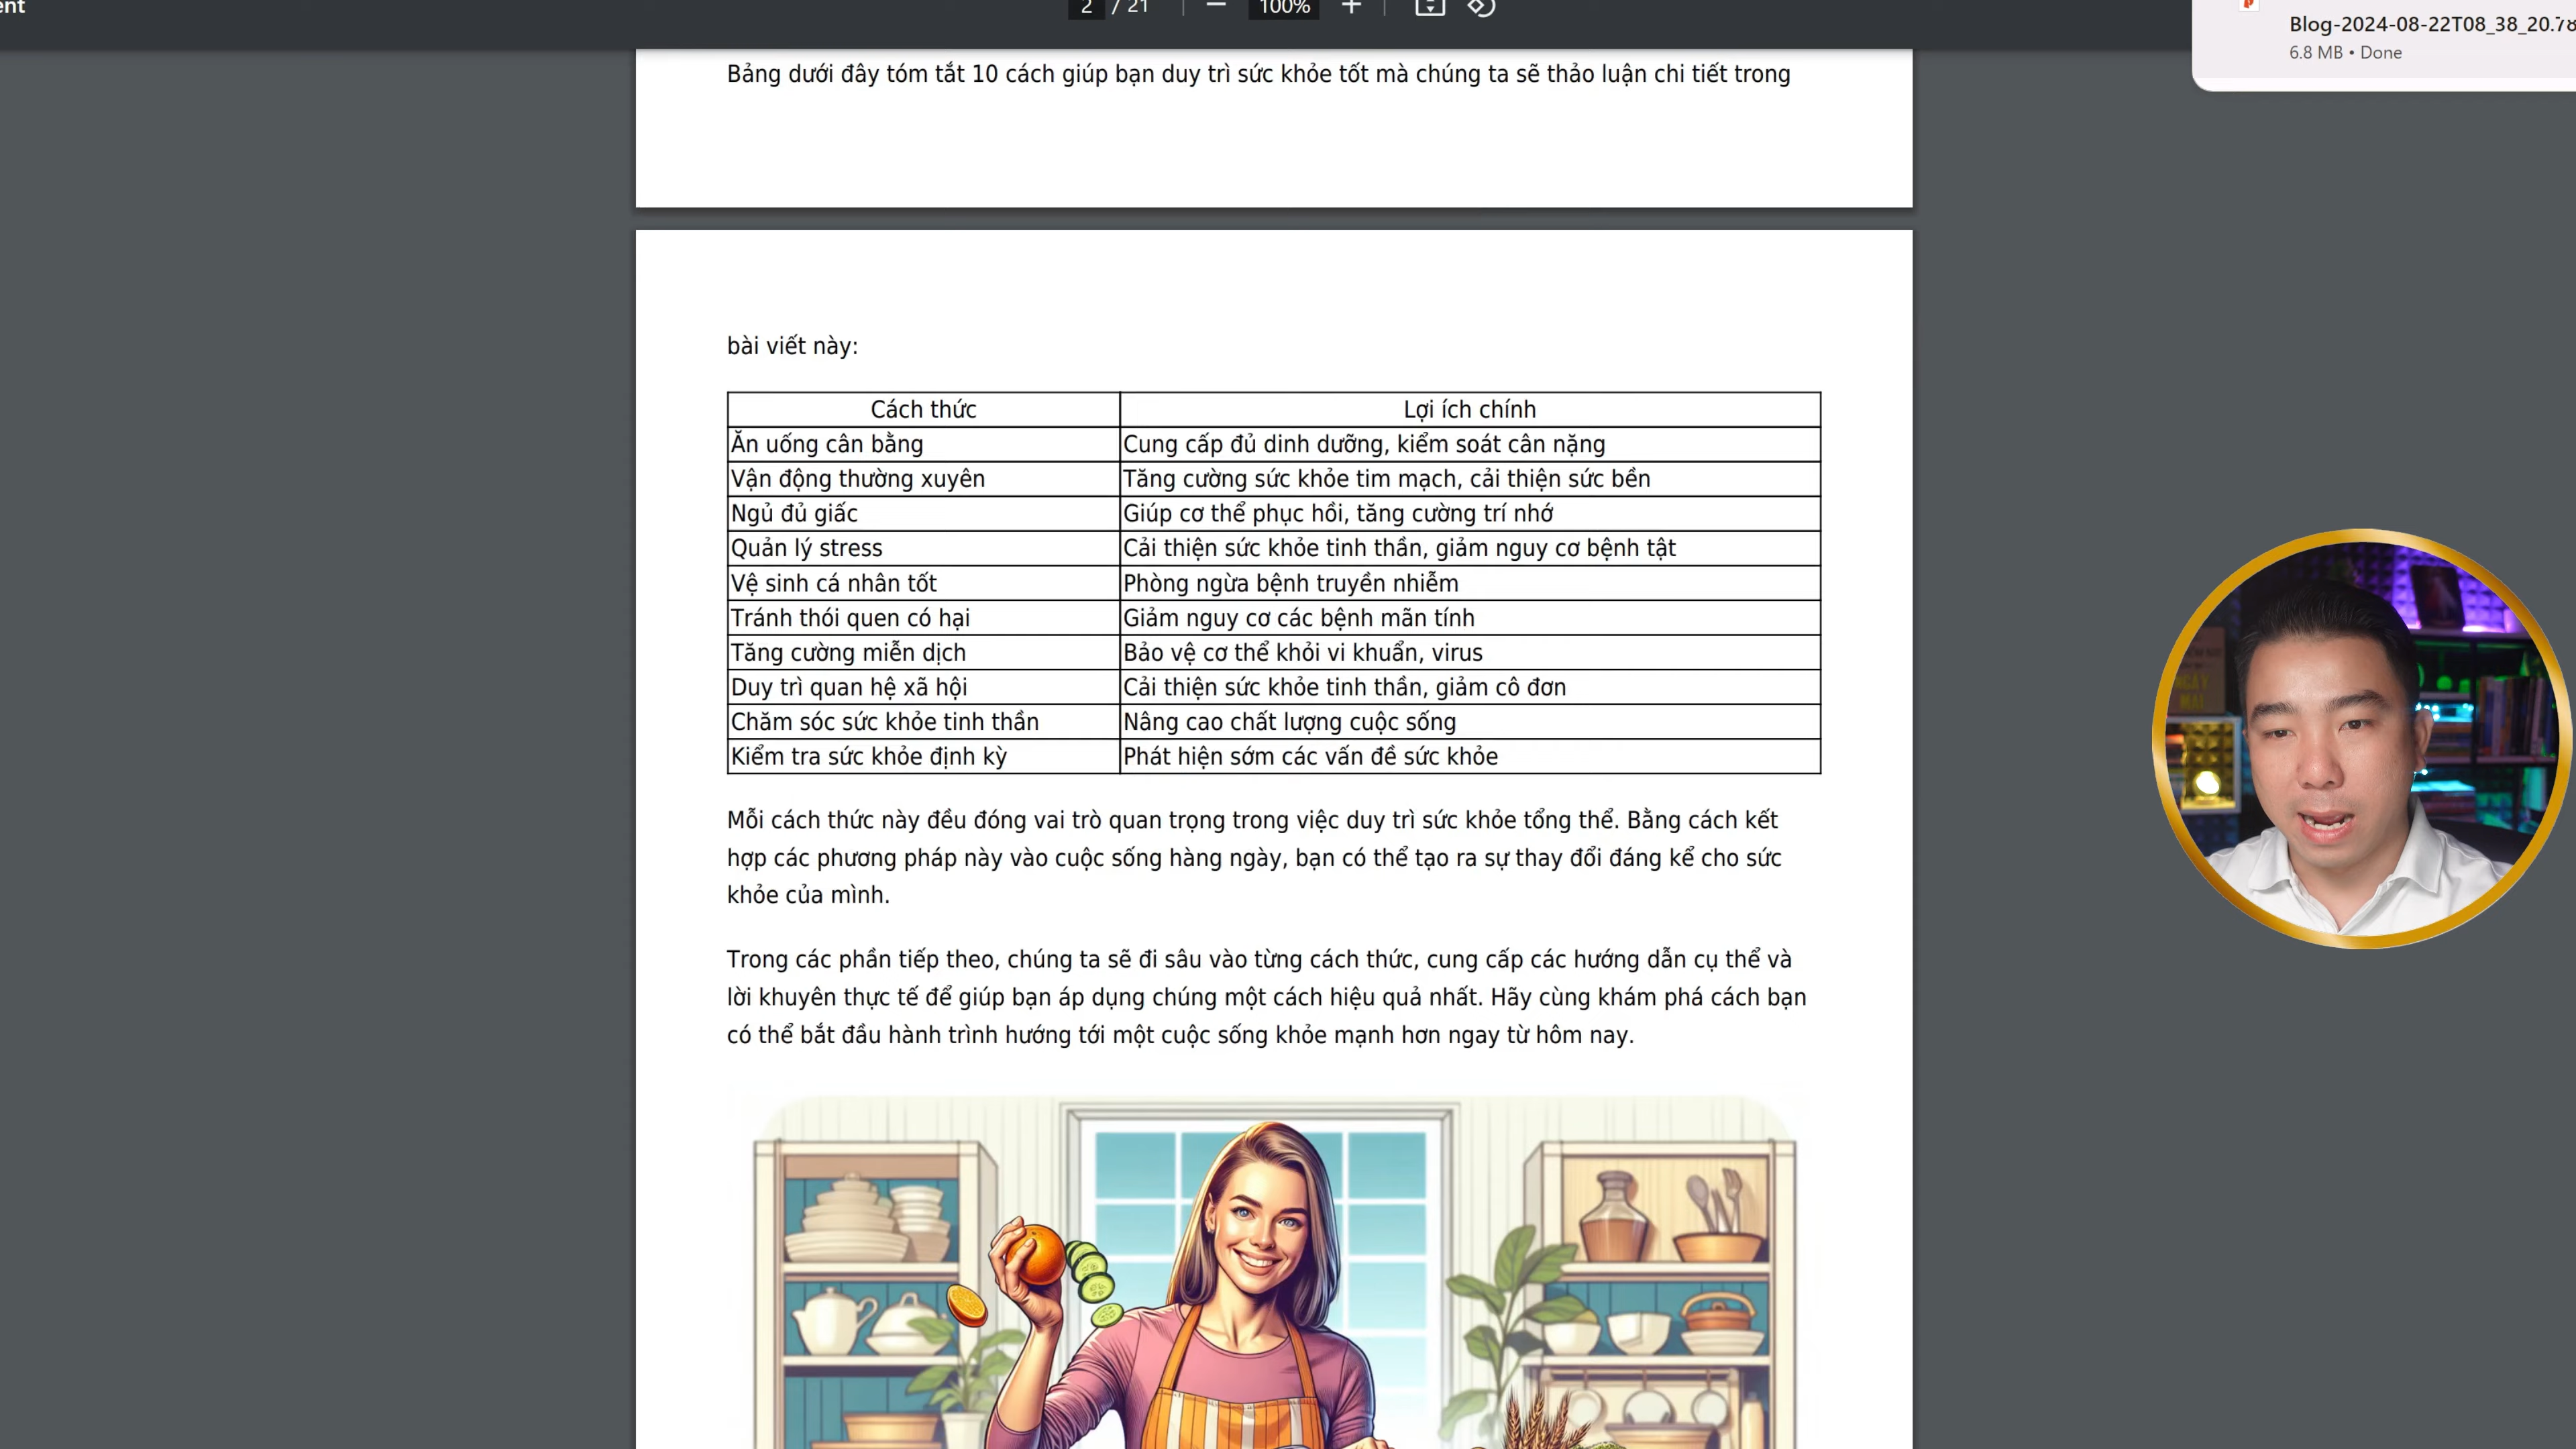 ent
2 / 21
100%
Blog-2024-08-22T08_38_20.78
6.8 MB • Done
Bảng dưới đây tóm tắt 10 cách giúp bạn duy trì sức khỏe tốt mà chúng ta sẽ thảo luận chi tiết trong
bài viết này:
Cách thức Lợi ích chính
Ăn uống cân bằng Cung cấp đủ dinh dưỡng, kiểm soát cân nặng
Vận động thường xuyên Tăng cường sức khỏe tim mạch, cải thiện sức bền
Ngủ đủ giấc Giúp cơ thể phục hồi, tăng cường trí nhớ
Quản lý stress Cải thiện sức khỏe tinh thần, giảm nguy cơ bệnh tật
Vệ sinh cá nhân tốt Phòng ngừa bệnh truyền nhiễm
Tránh thói quen có hại Giảm nguy cơ các bệnh mãn tính
Tăng cường miễn dịch Bảo vệ cơ thể khỏi vi khuẩn, virus
Duy trì quan hệ xã hội Cải thiện sức khỏe tinh thần, giảm cô đơn
Chăm sóc sức khỏe tinh thần Nâng cao chất lượng cuộc sống
Kiểm tra sức khỏe định kỳ Phát hiện sớm các vấn đề sức khỏe
Mỗi cách thức này đều đóng vai trò quan trọng trong việc duy trì sức khỏe tổng thể. Bằng cách kết
hợp các phương pháp này vào cuộc sống hàng ngày, bạn có thể tạo ra sự thay đổi đáng kể cho sức
khỏe của mình.
Trong các phần tiếp theo, chúng ta sẽ đi sâu vào từng cách thức, cung cấp các hướng dẫn cụ thể và
lời khuyên thực tế để giúp bạn áp dụng chúng một cách hiệu quả nhất. Hãy cùng khám phá cách bạn
có thể bắt đầu hành trình hướng tới một cuộc sống khỏe mạnh hơn ngay từ hôm nay.